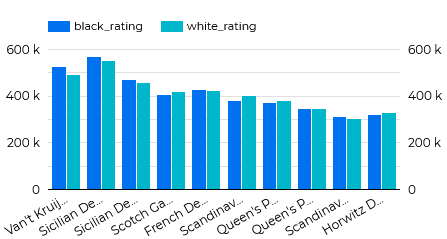 black_rating white_rating
600 k 600 k
400 k 400 k
200 k 200 k
0 0
Van't Kruij...
Sicilian De...
Sicilian De...
Scotch Ga...
French De...
Scandinav...
Queen's P...
Queen's P...
Scandinav...
Horwitz D...